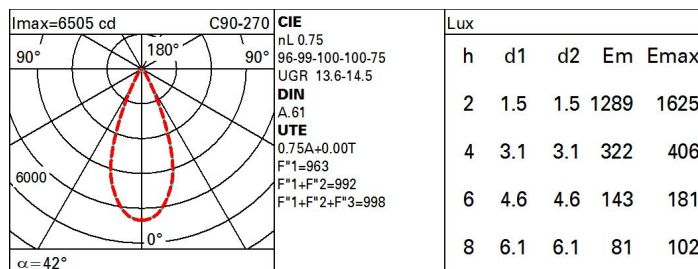 Imax=6505 cd C90-270
90° 180° 90°
6000
0°
α=42°
CIE
nL 0.75
96-99-100-100-75
UGR 13.6-14.5
DIN
A.61
UTE
0.75A+0.00T
F"1=963
F"1+F"2=992
F"1+F"2+F"3=998
Lux
h d1 d2 Em Emax
2 1.5 1.5 1289 1625
4 3.1 3.1 322 406
6 4.6 4.6 143 181
8 6.1 6.1 81 102